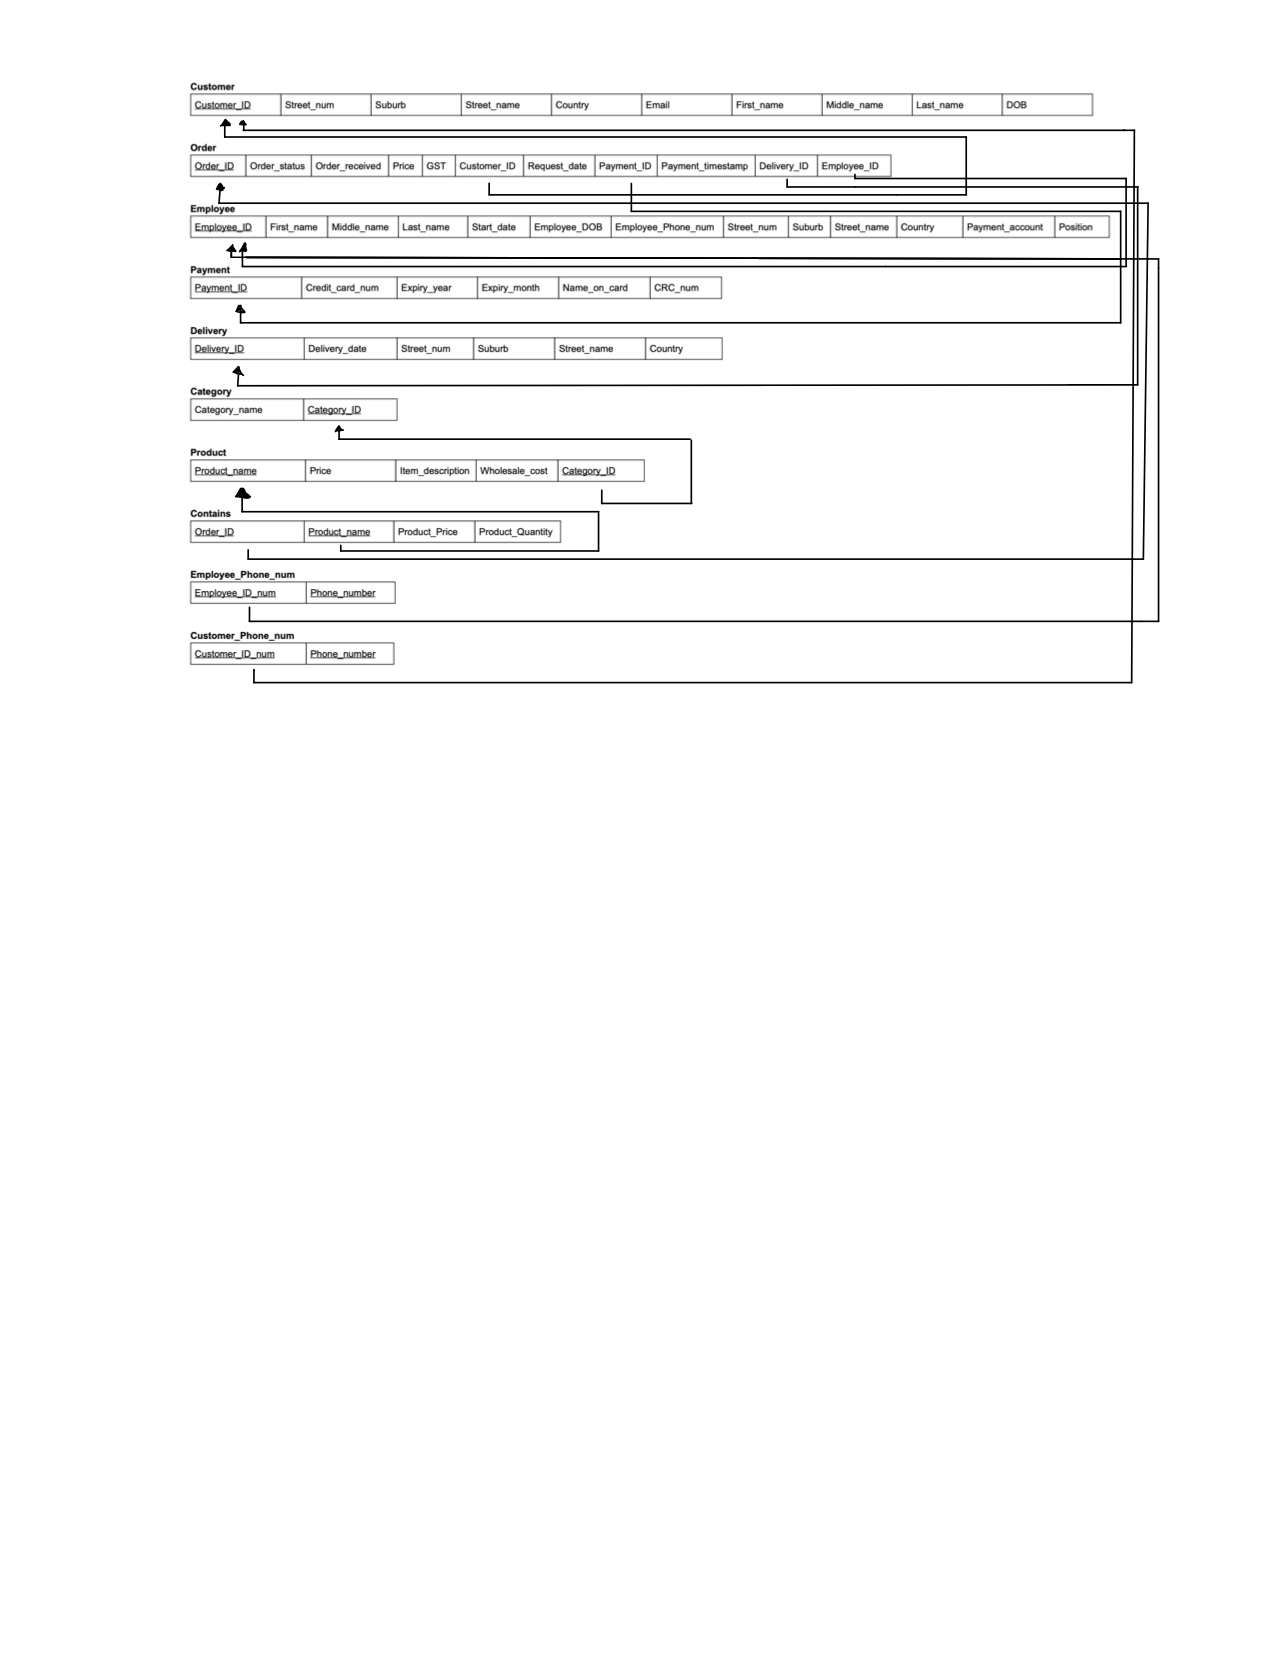 Customer
Customer_ID Street_num Suburb Street_name Country Email First_name Middle_name Last_name DOB
Order
Order_ID Order_status Order_received Price GST Customer_ID Request_date Payment_ID Payment_timestamp Delivery_ID Employee_ID
Employee
Employee_ID First_name Middle_name Last_name Start_date Employee_DOB Employee_Phone_num Street_num Suburb Street_name Country Payment_account Position
Payment
Payment_ID Credit_card_num Expiry_year Expiry_month Name_on_card CRC_num
Delivery
Delivery_ID Delivery_date Street_num Suburb Street_name Country
Category
Category_name Category_ID
Product
Product_name Price Item_description Wholesale_cost Category_ID
Contains
Order_ID Product_name Product_Price Product_Quantity
Employee_Phone_num
Employee_ID_num Phone_number
Customer_Phone_num
Customer_ID_num Phone_number